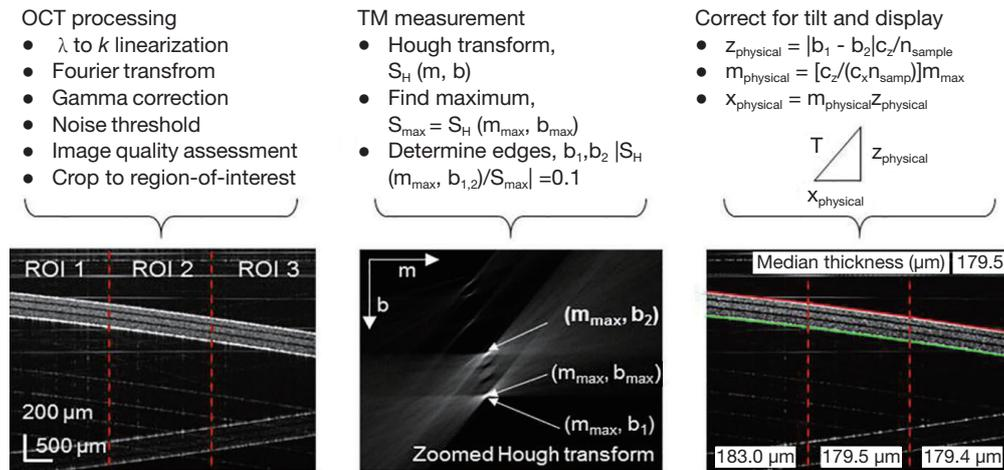 OCT processing
● λ to k linearization
● Fourier transfrom
● Gamma correction
● Noise threshold
● Image quality assessment
● Crop to region-of-interest
TM measurement
● Hough transform,
S_H (m, b)
● Find maximum,
S_max = S_H (m_max, b_max)
● Determine edges, b_1,b_2 |S_H
(m_max, b_1,2)/S_max| =0.1
Correct for tilt and display
● z_physical = |b_1 - b_2|c_z/n_sample
● m_physical = [c_z/(c_x n_samp)]m_max
● x_physical = m_physical z_physical
T
z_physical
x_physical
ROI 1 ROI 2 ROI 3
200 µm
500 µm
m
b
(m_max, b_2)
(m_max, b_max)
(m_max, b_1)
Zoomed Hough transform
Median thickness (µm) 179.5
183.0 µm 179.5 µm 179.4 µm